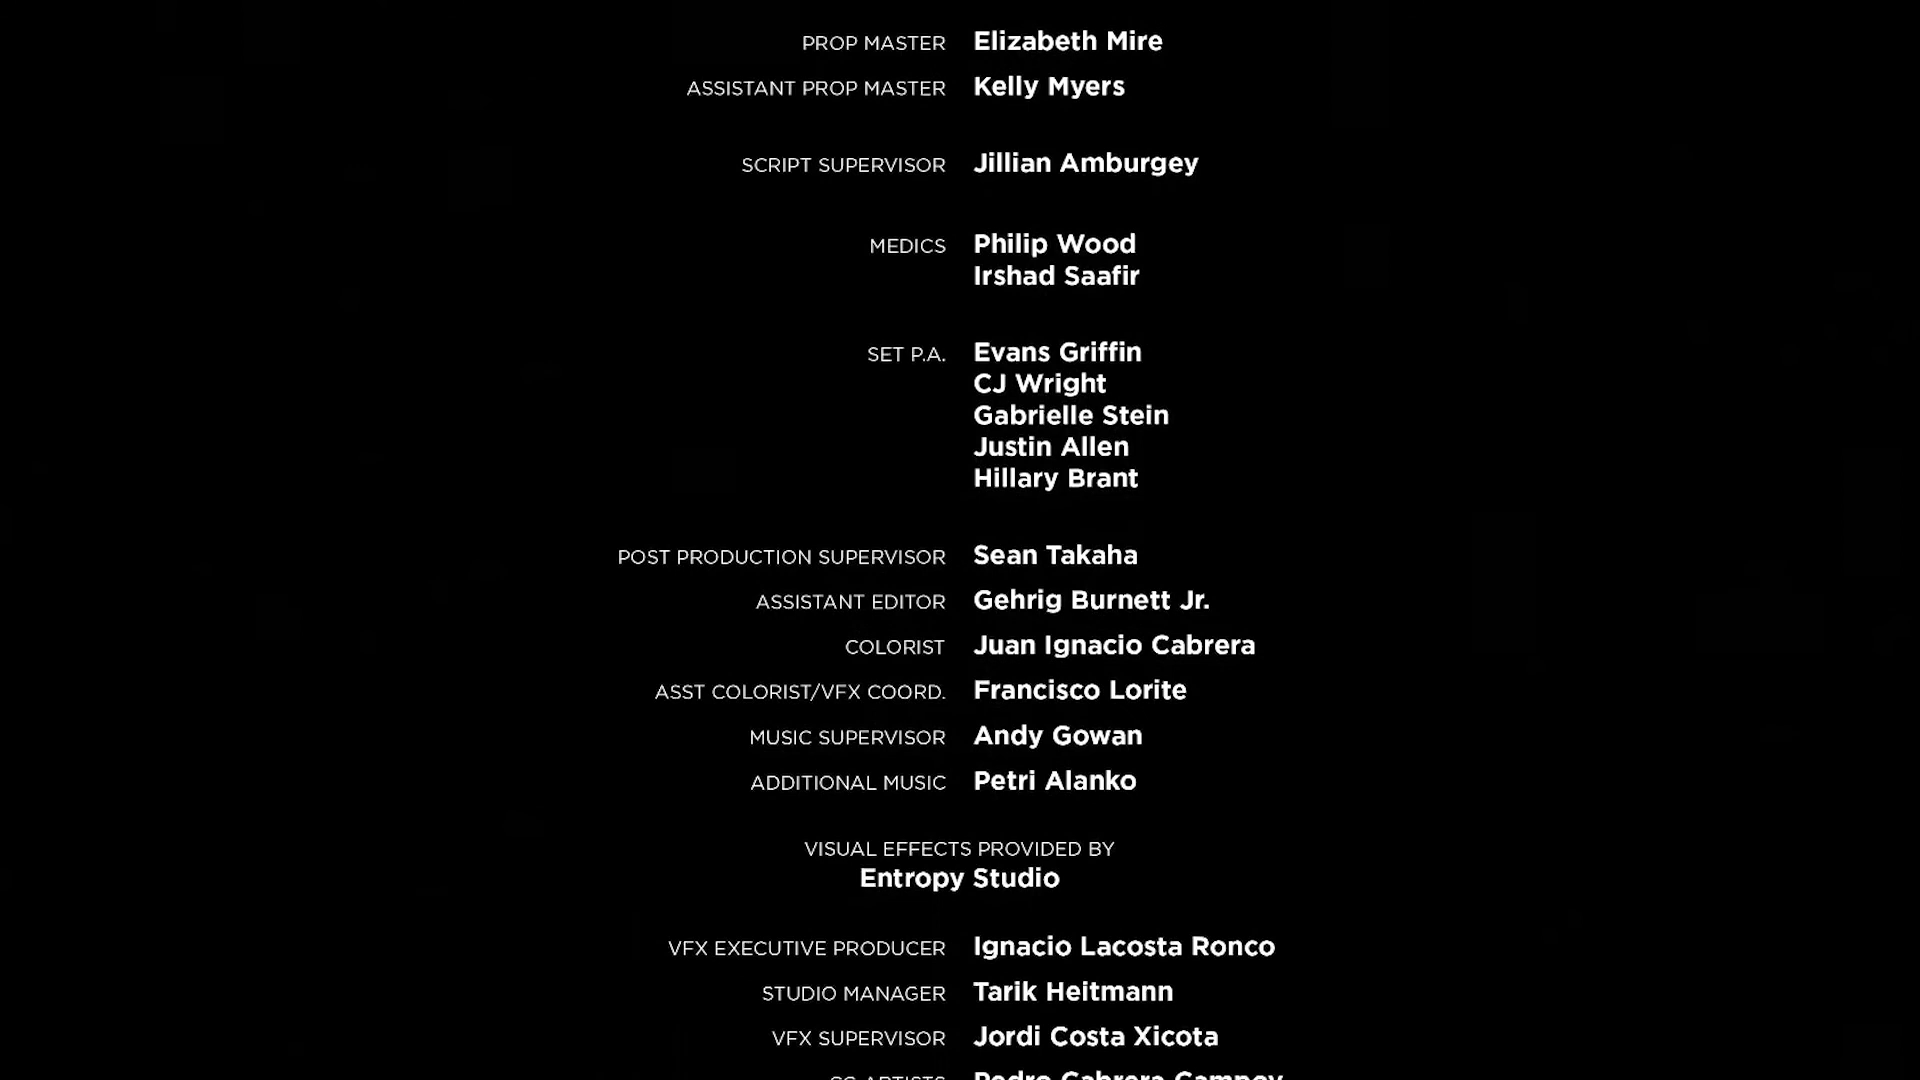 PROP MASTER Elizabeth Mire
ASSISTANT PROP MASTER Kelly Myers
SCRIPT SUPERVISOR Jillian Amburgey
MEDICS Philip Wood
Irshad Saafir
SET P.A. Evans Griffin
CJ Wright
Gabrielle Stein
Justin Allen
Hillary Brant
POST PRODUCTION SUPERVISOR Sean Takaha
ASSISTANT EDITOR Gehrig Burnett Jr.
COLORIST Juan Ignacio Cabrera
ASST COLORIST/VFX COORD. Francisco Lorite
MUSIC SUPERVISOR Andy Gowan
ADDITIONAL MUSIC Petri Alanko
VISUAL EFFECTS PROVIDED BY
Entropy Studio
VFX EXECUTIVE PRODUCER Ignacio Lacosta Ronco
STUDIO MANAGER Tarik Heitmann
VFX SUPERVISOR Jordi Costa Xicota
Pedro Cabrera